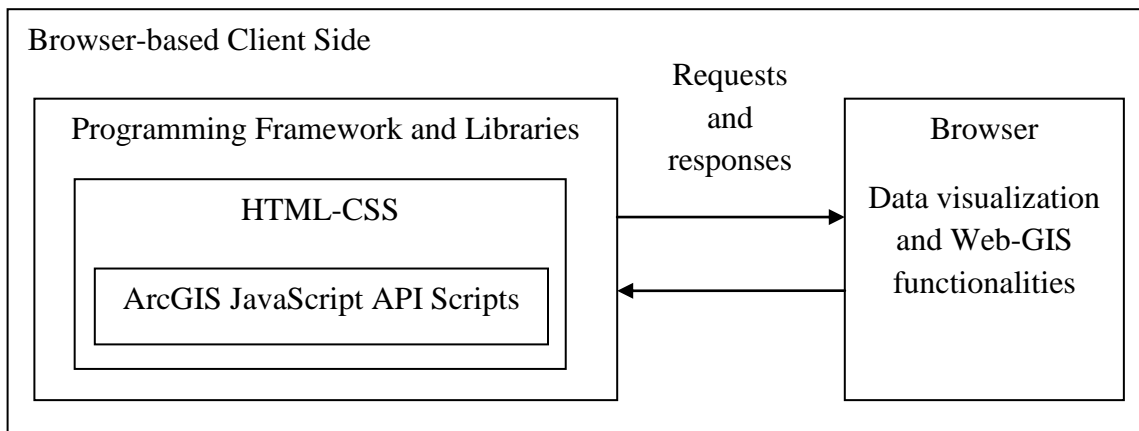 Browser-based Client Side
Programming Framework and Libraries
HTML-CSS
ArcGIS JavaScript API Scripts
Requests
and
responses
Browser
Data visualization
and Web-GIS
functionalities